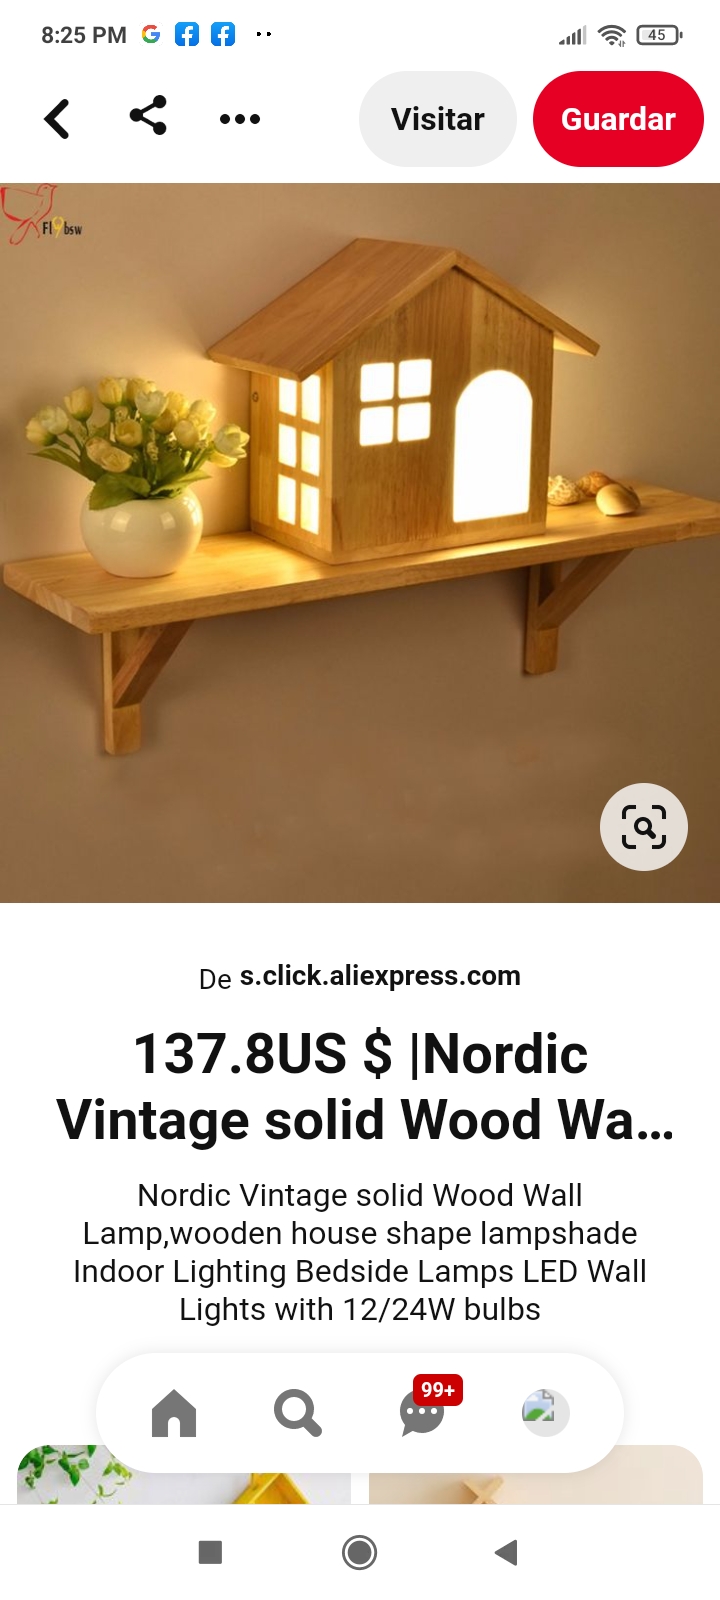 8:25 PM
45
Visitar
Guardar
Fl9bsw
De s.click.aliexpress.com
137.8US $ |Nordic
Vintage solid Wood Wa...
Nordic Vintage solid Wood Wall
Lamp,wooden house shape lampshade
Indoor Lighting Bedside Lamps LED Wall
Lights with 12/24W bulbs
99+